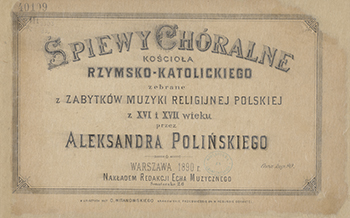 10109
ŚPIEWY CHÓRALNE
KOŚCIOŁA
RZYMSKO-KATOLICKIEGO
zebrane
z ZABYTKÓW MUZYKI RELIGIJNEJ POLSKIEJ
z XVI i XVII wieku
przez
ALEKSANDRA POLIŃSKIEGO
WARSZAWA 1890 r.
NAKŁADEM REDAKCJI ECHA MUZYCZNEGO